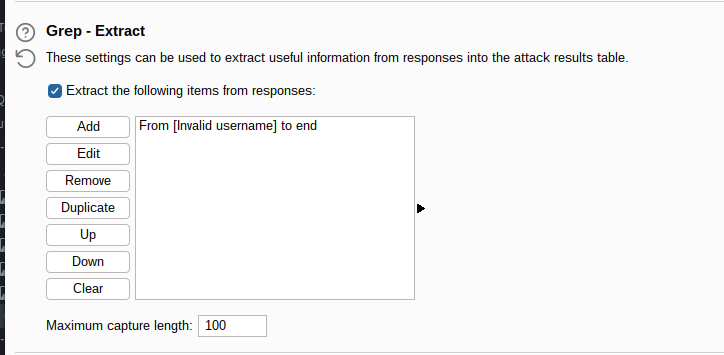 Grep - Extract
These settings can be used to extract useful information from responses into the attack results table.
Extract the following items from responses:
Add
From [Invalid username] to end
Edit
Remove
Duplicate
Up
Down
Clear
Maximum capture length: 100